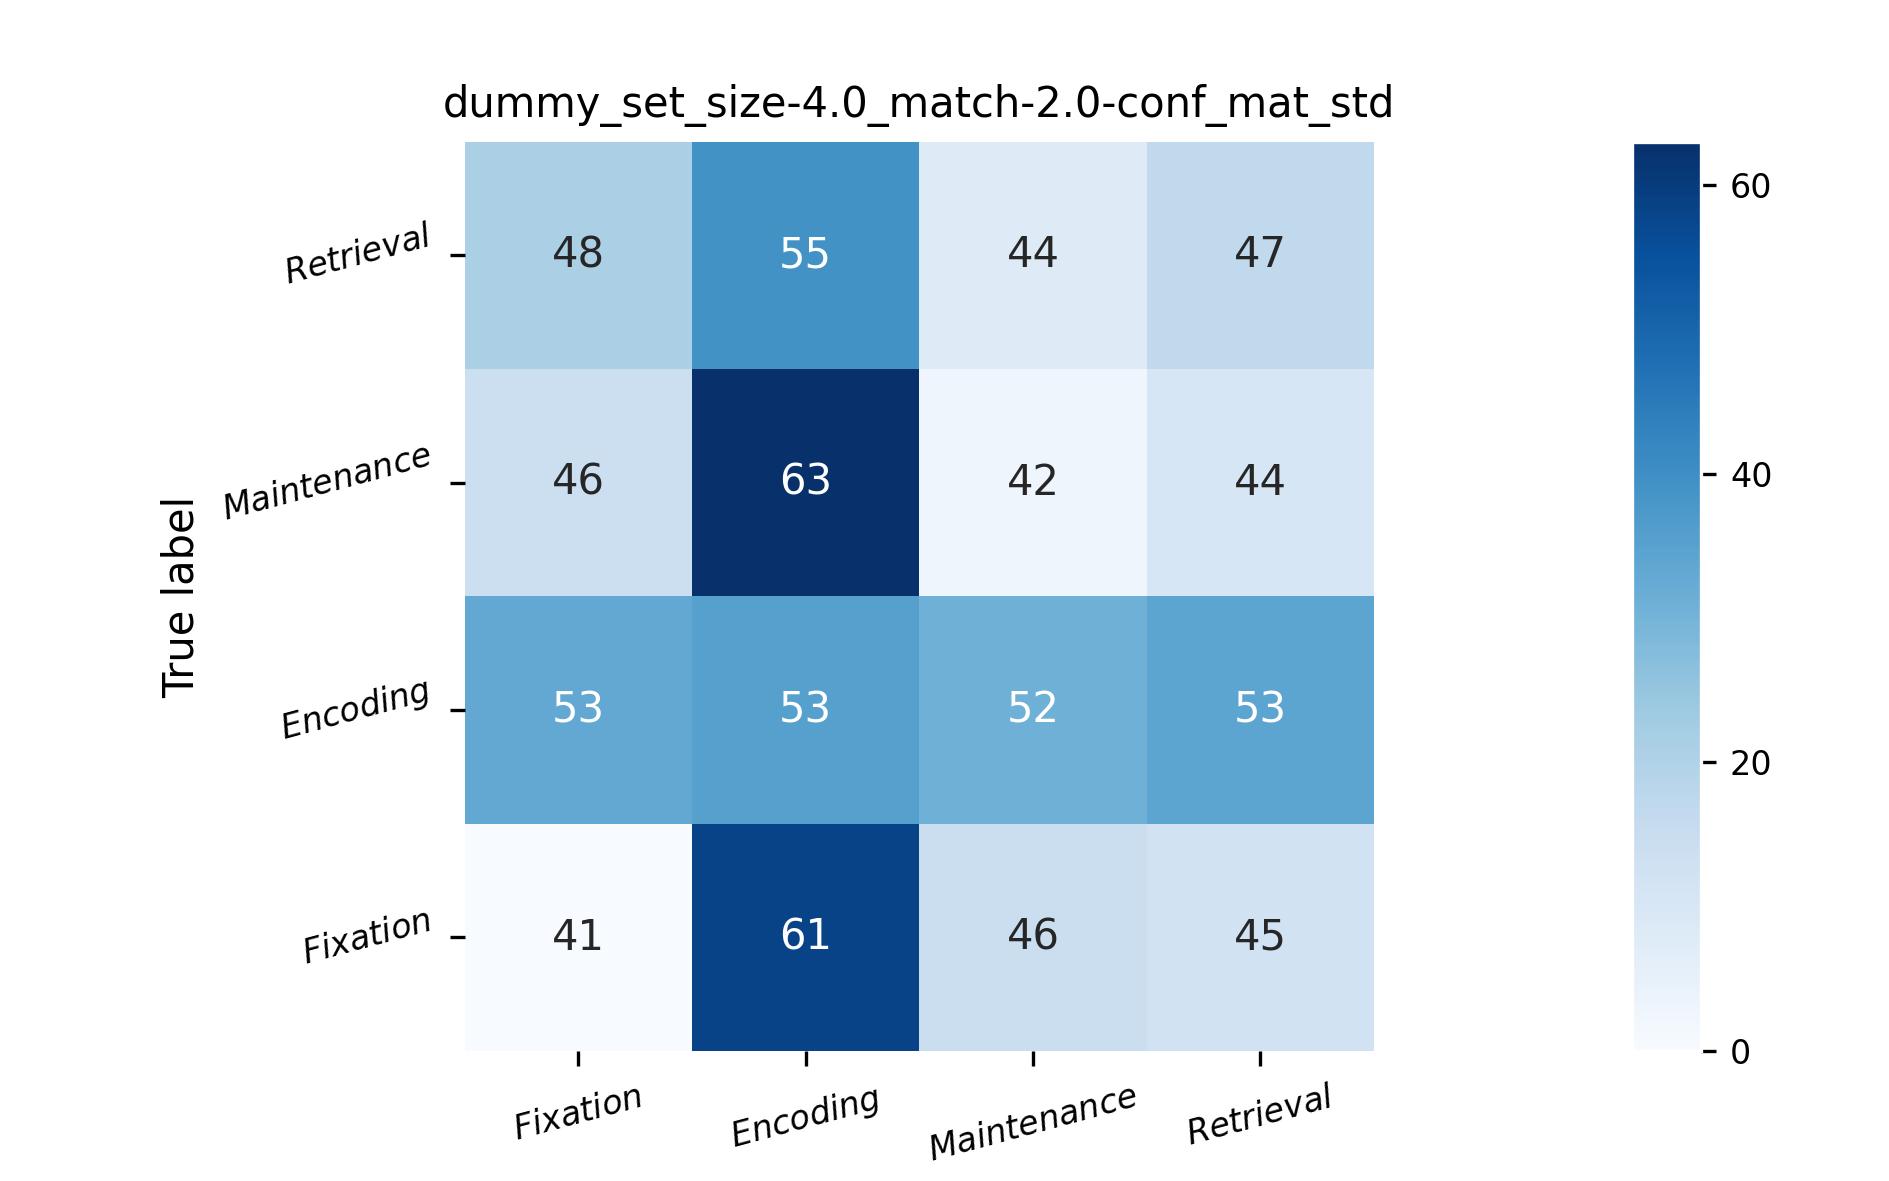 dummy_set_size-4.0_match-2.0-conf_mat_std
True label
Retrieval 48 55 44 47
Maintenance 46 63 42 44
Encoding 53 53 52 53
Fixation 41 61 46 45
Fixation Encoding Maintenance Retrieval
60
40
20
0